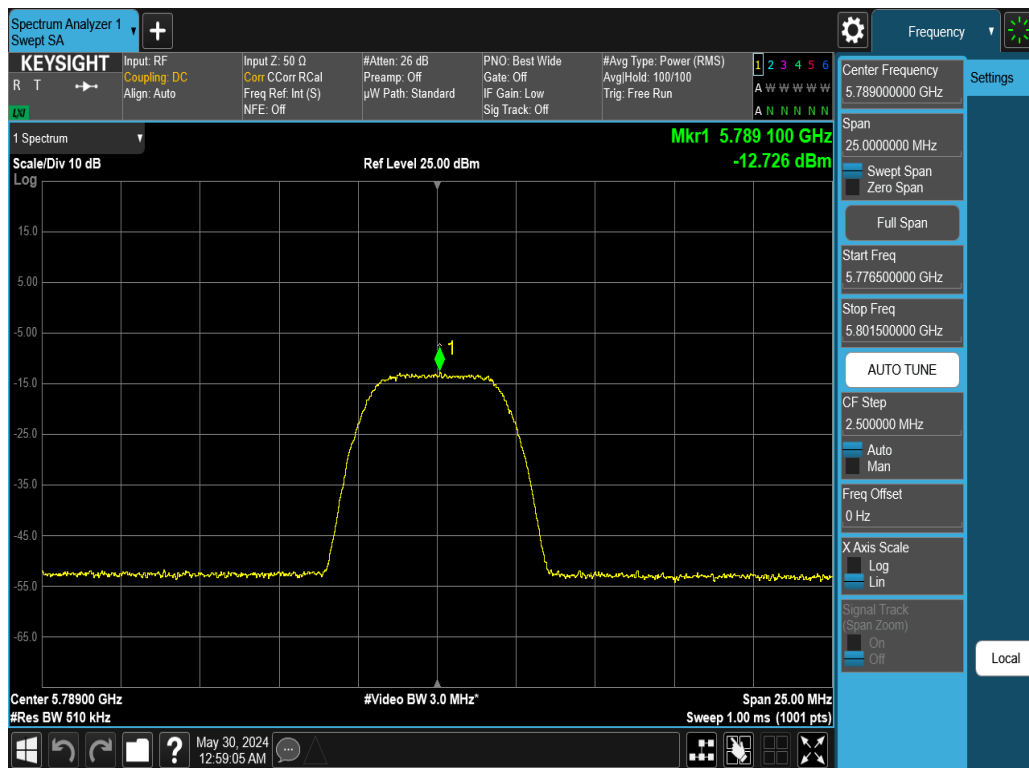 Spectrum Analyzer 1
Swept SA
+
Frequency
KEYSIGHT
R T
LXI
Input: RF
Coupling: DC
Align: Auto
Input Z: 50 Ω
Corr CCorr RCal
Freq Ref: Int (S)
NFE: Off
#Atten: 26 dB
Preamp: Off
µW Path: Standard
PNO: Best Wide
Gate: Off
IF Gain: Low
Sig Track: Off
#Avg Type: Power (RMS)
Avg|Hold: 100/100
Trig: Free Run
1 2 3 4 5 6
A W W W W W
A N N N N N
1 Spectrum
Scale/Div 10 dB
Ref Level 25.00 dBm
Mkr1 5.789 100 GHz
-12.726 dBm
Log
15.0
5.00
-5.00
-15.0
-25.0
-35.0
-45.0
-55.0
-65.0
1
Center 5.78900 GHz
#Video BW 3.0 MHz*
Span 25.00 MHz
#Res BW 510 kHz
Sweep 1.00 ms (1001 pts)
Center Frequency
5.789000000 GHz
Settings
Span
25.0000000 MHz
Swept Span
Zero Span
Full Span
Start Freq
5.776500000 GHz
Stop Freq
5.801500000 GHz
AUTO TUNE
CF Step
2.500000 MHz
Auto
Man
Freq Offset
0 Hz
X Axis Scale
Log
Lin
Signal Track
(Span Zoom)
On
Off
Local
?
May 30, 2024
12:59:05 AM